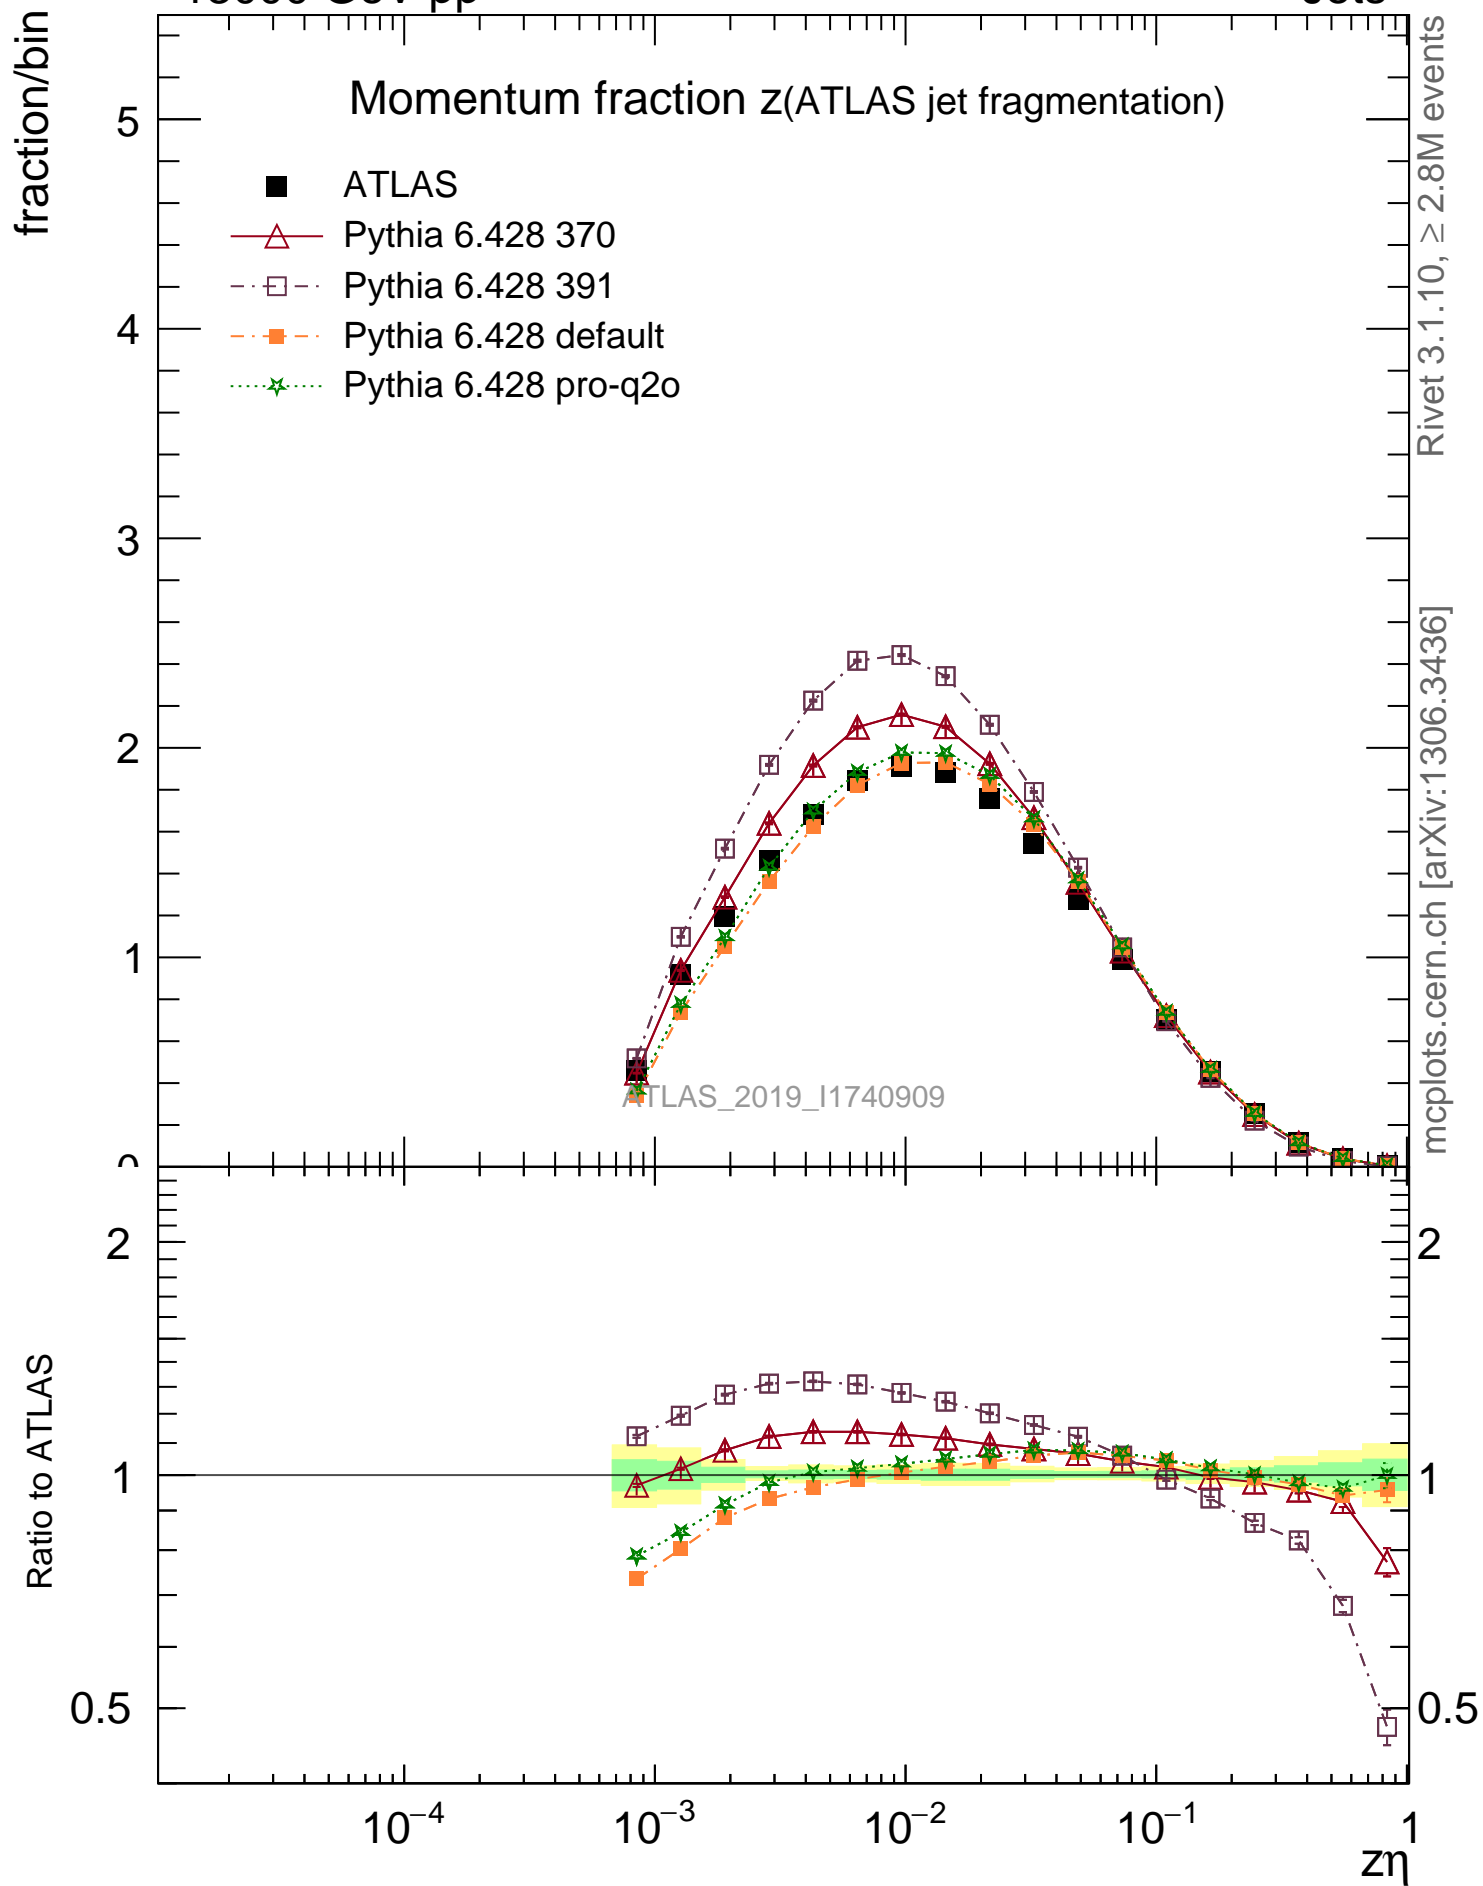 fraction/bin
Momentum fraction z(ATLAS jet fragmentation)
ATLAS
Pythia 6.428 370
Pythia 6.428 391
Pythia 6.428 default
Pythia 6.428 pro-q2o
5
4
3
2
1
ATLAS_2019_I1740909
Rivet 3.1.10, ≥ 2.8M events
mcplots.cern.ch [arXiv:1306.3436]
Ratio to ATLAS
2
1
0.5
2
1
0.5
10⁻⁴
10⁻³
10⁻²
10⁻¹
1
zη